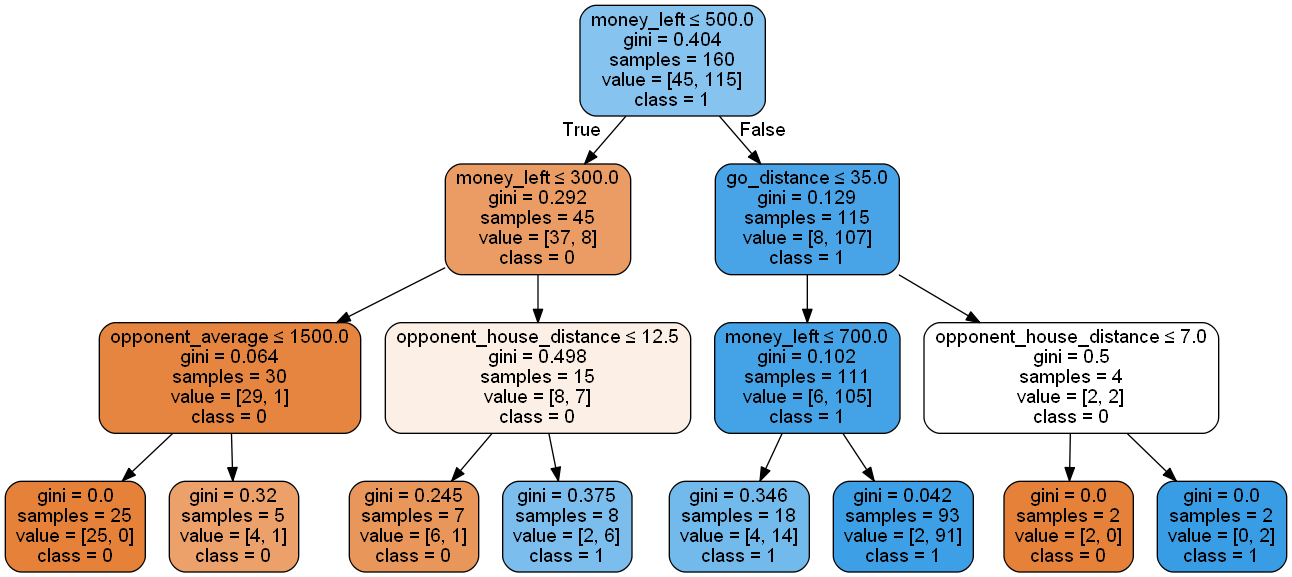 money_left ≤ 500.0
gini = 0.404
samples = 160
value = [45, 115]
class = 1
True
False
money_left ≤ 300.0
gini = 0.292
samples = 45
value = [37, 8]
class = 0
go_distance ≤ 35.0
gini = 0.129
samples = 115
value = [8, 107]
class = 1
opponent_average ≤ 1500.0
gini = 0.064
samples = 30
value = [29, 1]
class = 0
opponent_house_distance ≤ 12.5
gini = 0.498
samples = 15
value = [8, 7]
class = 0
money_left ≤ 700.0
gini = 0.102
samples = 111
value = [6, 105]
class = 1
opponent_house_distance ≤ 7.0
gini = 0.5
samples = 4
value = [2, 2]
class = 0
gini = 0.0
samples = 25
value = [25, 0]
class = 0
gini = 0.32
samples = 5
value = [4, 1]
class = 0
gini = 0.245
samples = 7
value = [6, 1]
class = 0
gini = 0.375
samples = 8
value = [2, 6]
class = 1
gini = 0.346
samples = 18
value = [4, 14]
class = 1
gini = 0.042
samples = 93
value = [2, 91]
class = 1
gini = 0.0
samples = 2
value = [2, 0]
class = 0
gini = 0.0
samples = 2
value = [0, 2]
class = 1